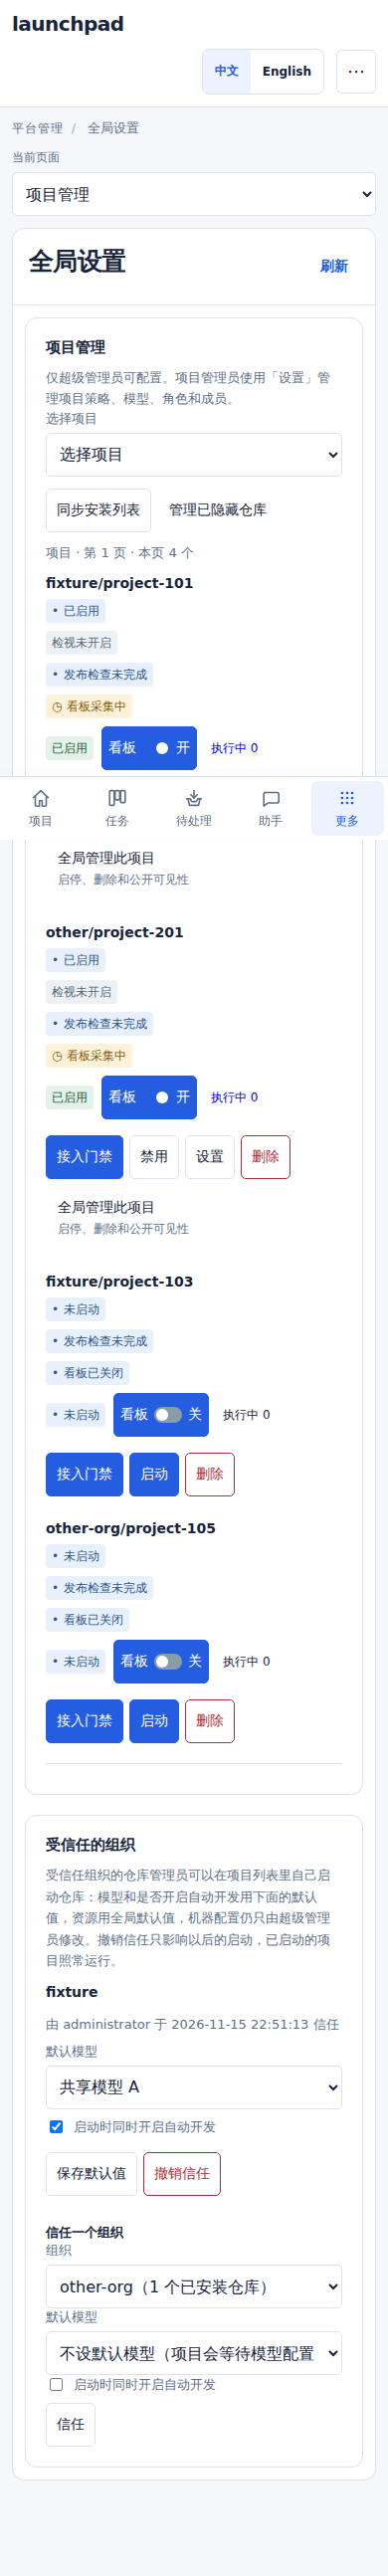 launchpad
中文 English ···
平台管理 / 全局设置
当前页面
项目管理
全局设置 刷新
项目管理
仅超级管理员可配置。项目管理员使用「设置」管
理项目策略、模型、角色和成员。
选择项目
选择项目
同步安装列表 管理已隐藏仓库
项目 · 第 1 页 · 本页 4 个
fixture/project-101
• 已启用
检视未开启
• 发布检查未完成
◷ 看板采集中
已启用 看板 开 执行中 0
项目 任务 待处理 助手 更多
全局管理此项目
启停、删除和公开可见性
other/project-201
• 已启用
检视未开启
• 发布检查未完成
◷ 看板采集中
已启用 看板 开 执行中 0
接入门禁 禁用 设置 删除
全局管理此项目
启停、删除和公开可见性
fixture/project-103
• 未启动
• 发布检查未完成
• 看板已关闭
• 未启动 看板 关 执行中 0
接入门禁 启动 删除
other-org/project-105
• 未启动
• 发布检查未完成
• 看板已关闭
• 未启动 看板 关 执行中 0
接入门禁 启动 删除
受信任的组织
受信任组织的仓库管理员可以在项目列表里自己启
动仓库：模型和是否开启自动开发用下面的默认
值，资源用全局默认值，机器配置仍只由超级管理
员修改。撤销信任只影响以后的启动，已启动的项
目照常运行。
fixture
由 administrator 于 2026-11-15 22:51:13 信任
默认模型
共享模型 A
启动时同时开启自动开发
保存默认值 撤销信任
信任一个组织
组织
other-org（1 个已安装仓库）
默认模型
不设默认模型（项目会等待模型配置
启动时同时开启自动开发
信任